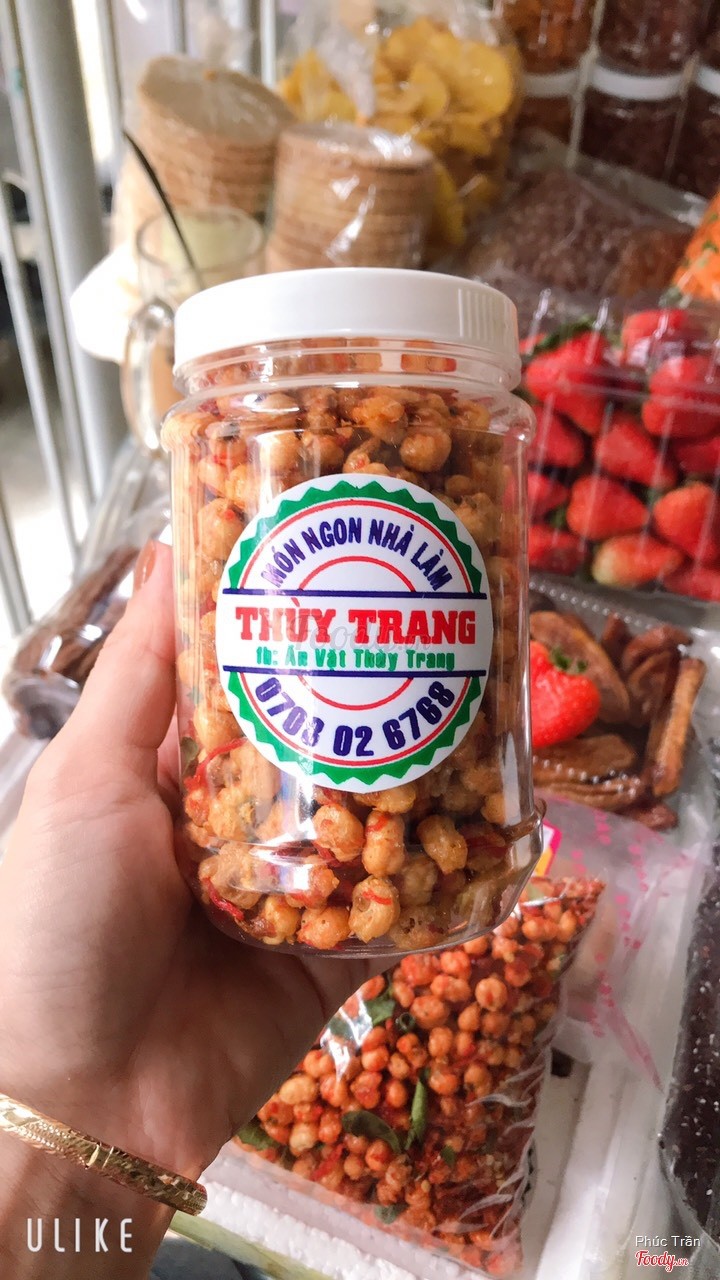 MÓN NGON NHÀ LÀM
THÙY TRANG
fb: Ăn Vặt Thùy Trang
0703 02 6768
ULIKE
Phúc Trần
Foody.vn